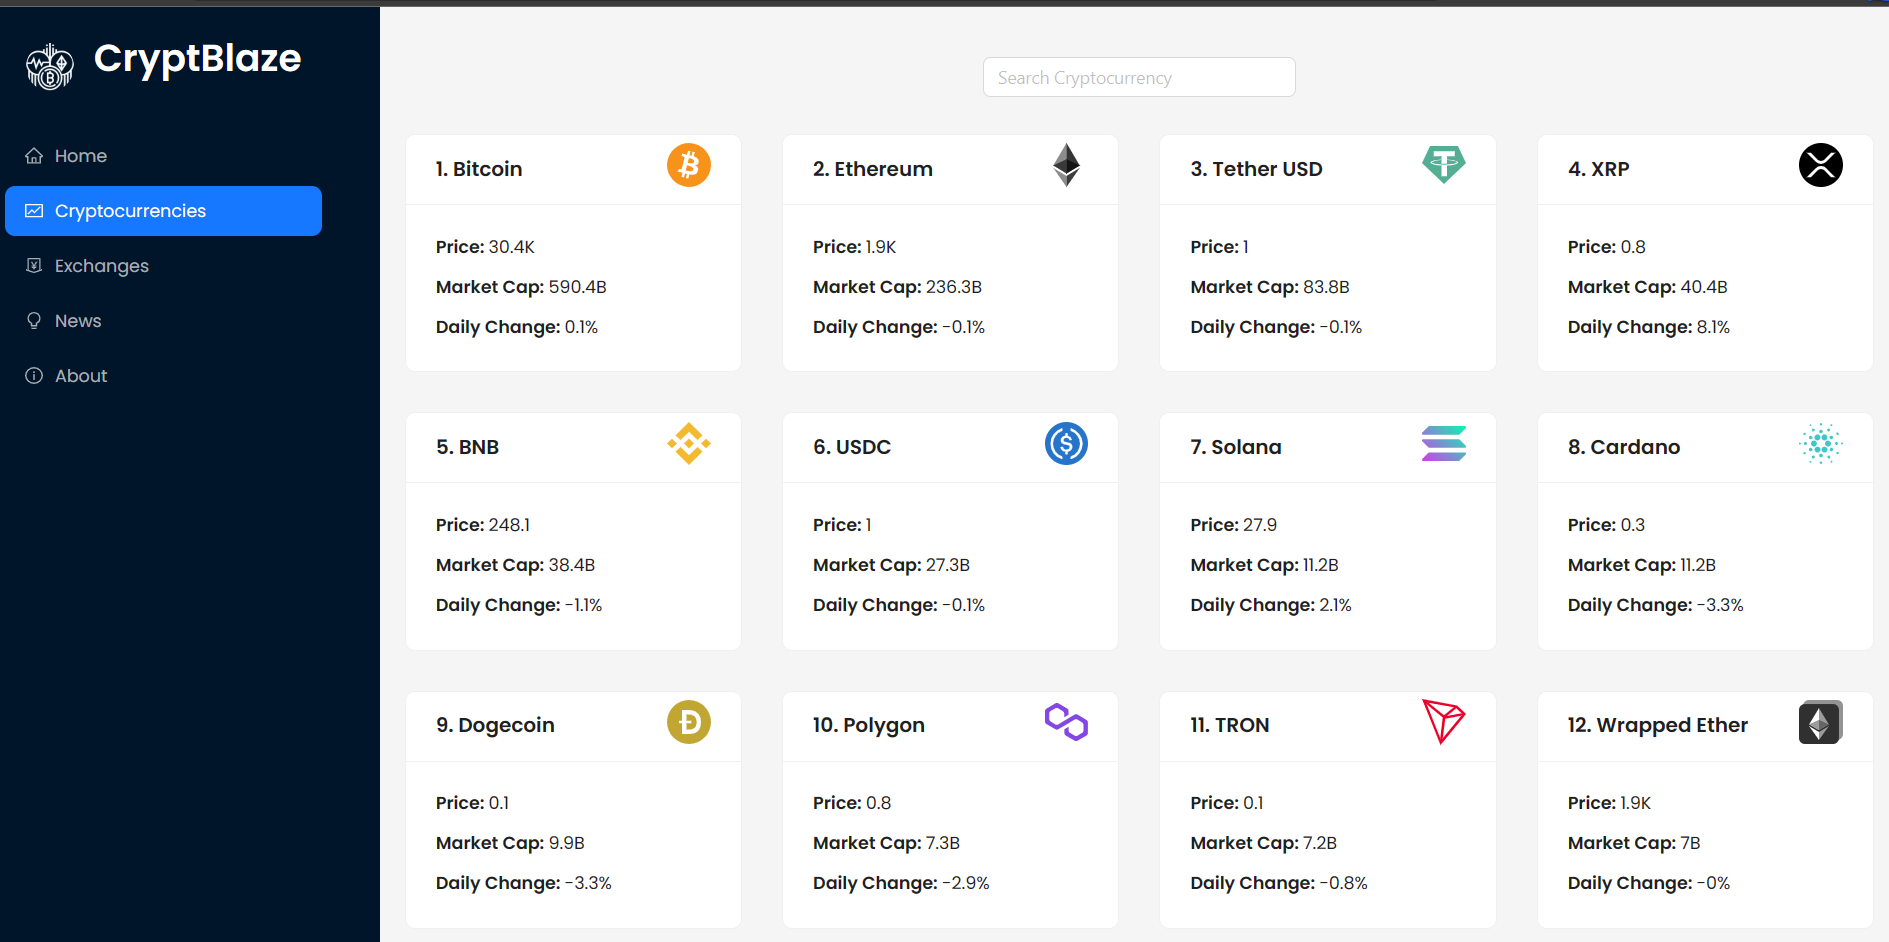 CryptBlaze
Home
Cryptocurrencies
Exchanges
News
About
Search Cryptocurrency
1. Bitcoin
Price: 30.4K
Market Cap: 590.4B
Daily Change: 0.1%
2. Ethereum
Price: 1.9K
Market Cap: 236.3B
Daily Change: -0.1%
3. Tether USD
Price: 1
Market Cap: 83.8B
Daily Change: -0.1%
4. XRP
Price: 0.8
Market Cap: 40.4B
Daily Change: 8.1%
5. BNB
Price: 248.1
Market Cap: 38.4B
Daily Change: -1.1%
6. USDC
Price: 1
Market Cap: 27.3B
Daily Change: -0.1%
7. Solana
Price: 27.9
Market Cap: 11.2B
Daily Change: 2.1%
8. Cardano
Price: 0.3
Market Cap: 11.2B
Daily Change: -3.3%
9. Dogecoin
Price: 0.1
Market Cap: 9.9B
Daily Change: -3.3%
10. Polygon
Price: 0.8
Market Cap: 7.3B
Daily Change: -2.9%
11. TRON
Price: 0.1
Market Cap: 7.2B
Daily Change: -0.8%
12. Wrapped Ether
Price: 1.9K
Market Cap: 7B
Daily Change: -0%